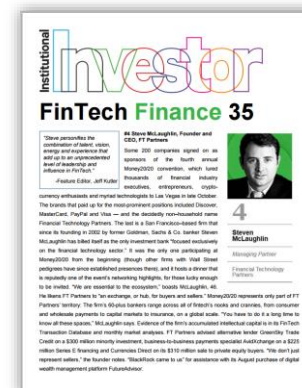 Institutional
Investor
FinTech Finance 35
"Steve personifies the
combination of talent, vision,
energy and experience that
add up to an unprecedented
level of leadership and
influence in FinTech."
-Feature Editor, Jeff Kutler
#4 Steve McLaughlin, Founder and
CEO, FT Partners
Some 200 companies signed on as
sponsors of the fourth annual
Money20/20 convention, which lured
thousands of financial industry
executives, entrepreneurs, crypto-
currency enthusiasts and myriad technologists to Las Vegas in late October.
The brands that paid up for the most-prominent positions included Discover,
MasterCard, PayPal and Visa — and the decidedly non-household name
Financial Technology Partners. The last is a San Francisco-based firm that
since its founding in 2002 by former Goldman, Sachs & Co. banker Steven
McLaughlin has billed itself as the only investment bank "focused exclusively
on the financial technology sector." It was the only one participating at
Money2020 from the beginning (though other firms with Wall Street
pedigrees have since established presences there), and it hosts a dinner that
is reputedly one of the event's networking highlights, for those lucky enough
to be invited. "We are essential to the ecosystem," boasts McLaughlin, 46.
He likens FT Partners to "an exchange, or hub, for buyers and sellers." Money20/20 represents only part of FT
Partners' territory. The firm's 60-plus bankers range across all of fintech's nooks and crannies, from consumer
and wholesale payments to capital markets to insurance, on a global scale. "You have to do it a long time to
know all these spaces," McLaughlin says. Evidence of the firm's accumulated intellectual capital is in its FinTech
Transaction Database and monthly market analyses. FT Partners advised alternative lender GreenSky Trade
Credit on a $300 million minority investment, business-to-business payments specialist AvidXchange on a $225
million Series E financing and Currencies Direct on its $310 million sale to private equity buyers. "We don't just
represent sellers," the founder notes. "BlackRock came to us" for assistance with its August purchase of digital
wealth management platform FutureAdvisor.
4
Steven
McLaughlin
Managing Partner
Financial Technology
Partners